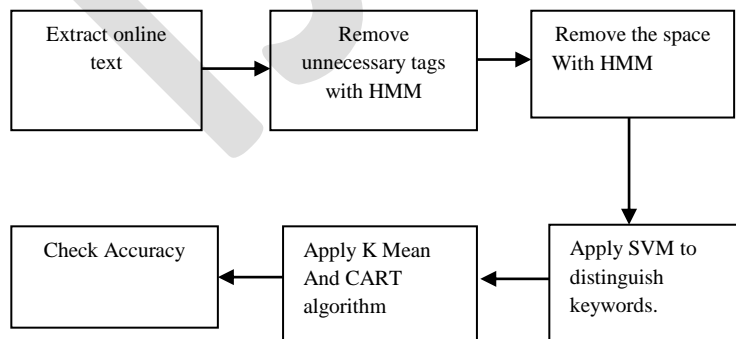 Extract online
text
Remove
unnecessary tags
with HMM
Remove the space
With HMM
Apply SVM to
distinguish
keywords.
Apply K Mean
And CART
algorithm
Check Accuracy